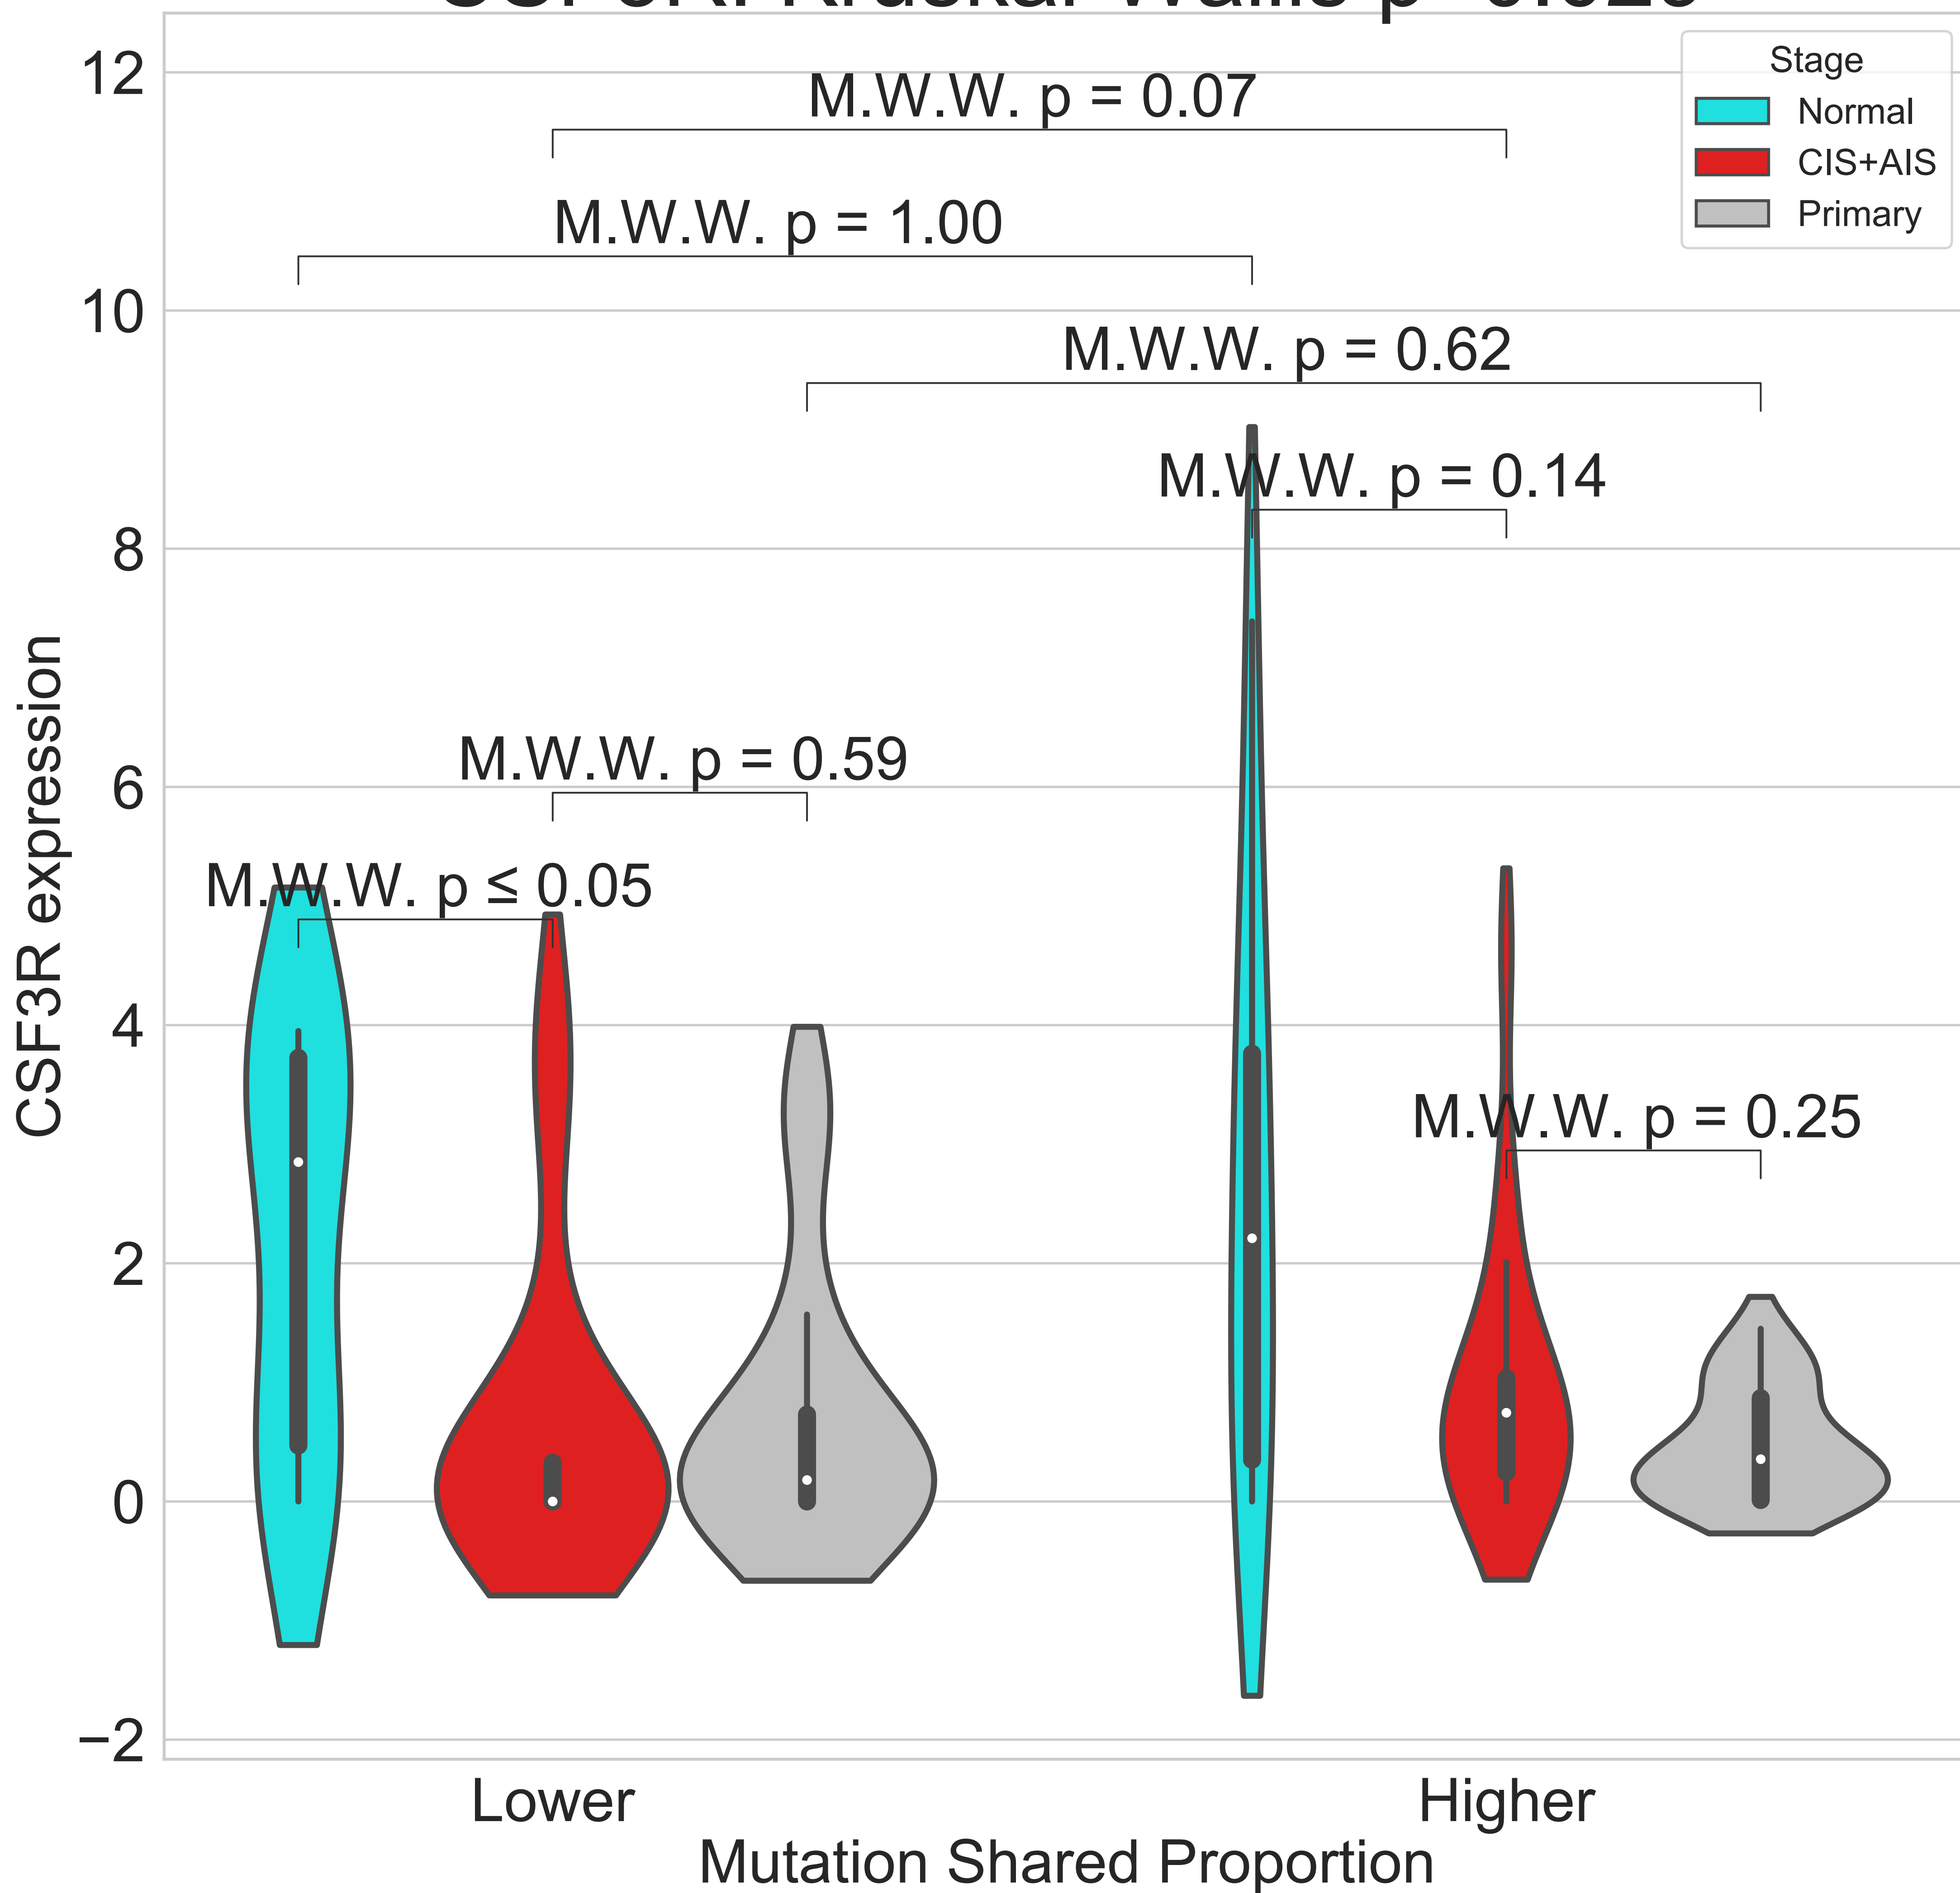 12
10
8
6
4
2
0
−2
CSF3R expression
M.W.W. p = 0.07
M.W.W. p = 1.00
M.W.W. p = 0.62
M.W.W. p = 0.14
M.W.W. p = 0.59
M.W.W. p ≤ 0.05
M.W.W. p = 0.25
Stage
Normal
CIS+AIS
Primary
Lower
Higher
Mutation Shared Proportion